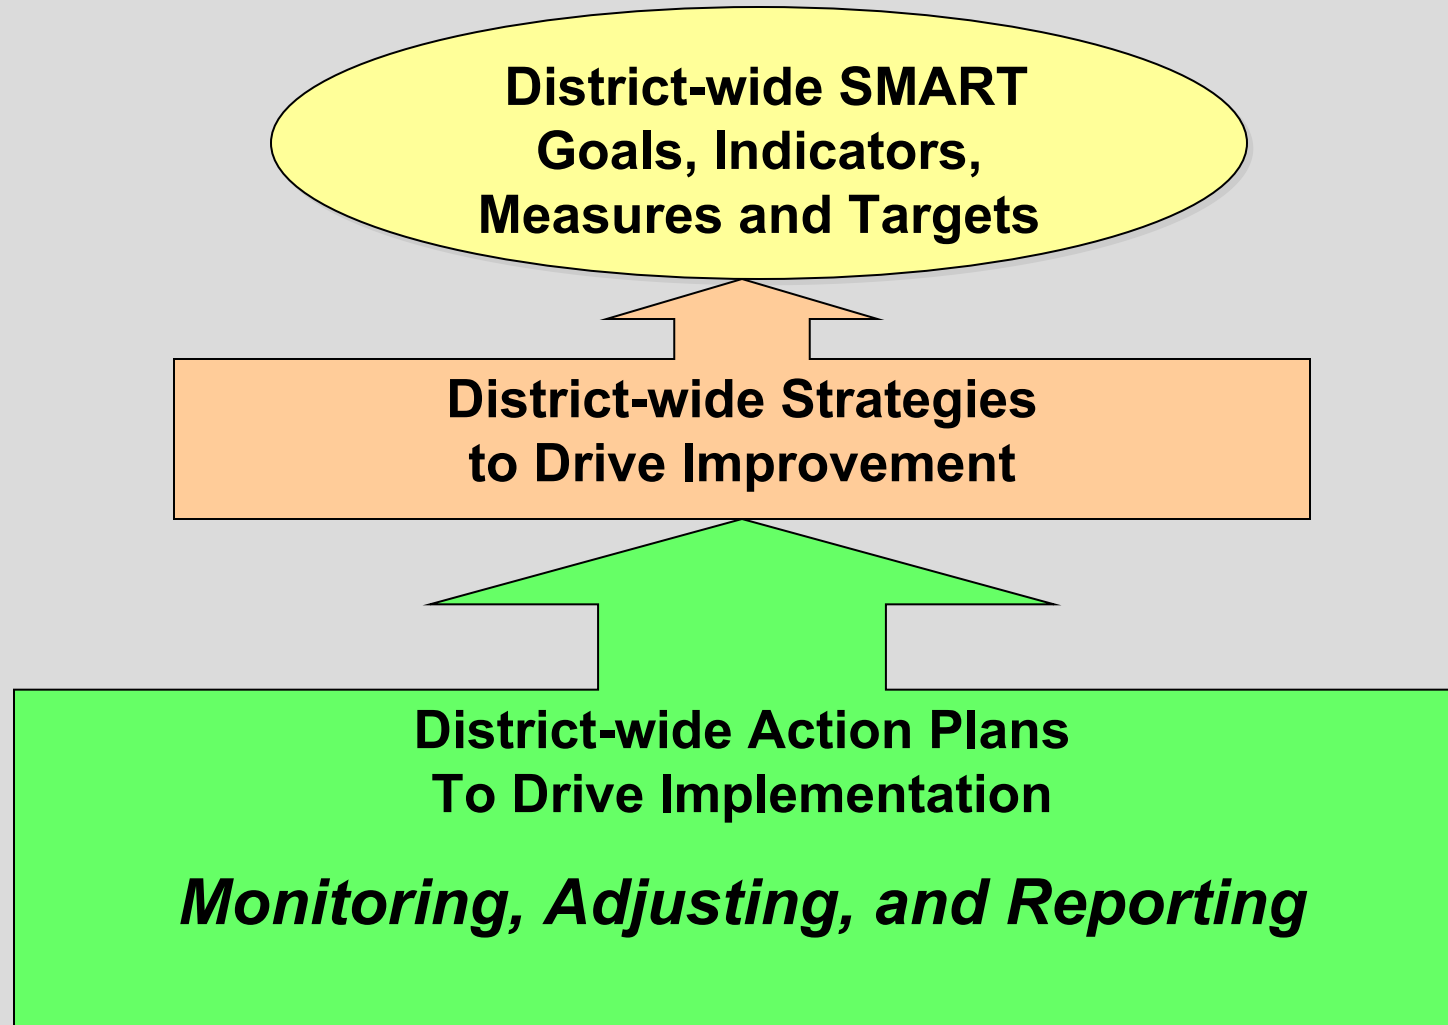 District-wide SMART
Goals, Indicators,
Measures and Targets
District-wide Strategies
to Drive Improvement
District-wide Action Plans
To Drive Implementation
Monitoring, Adjusting, and Reporting